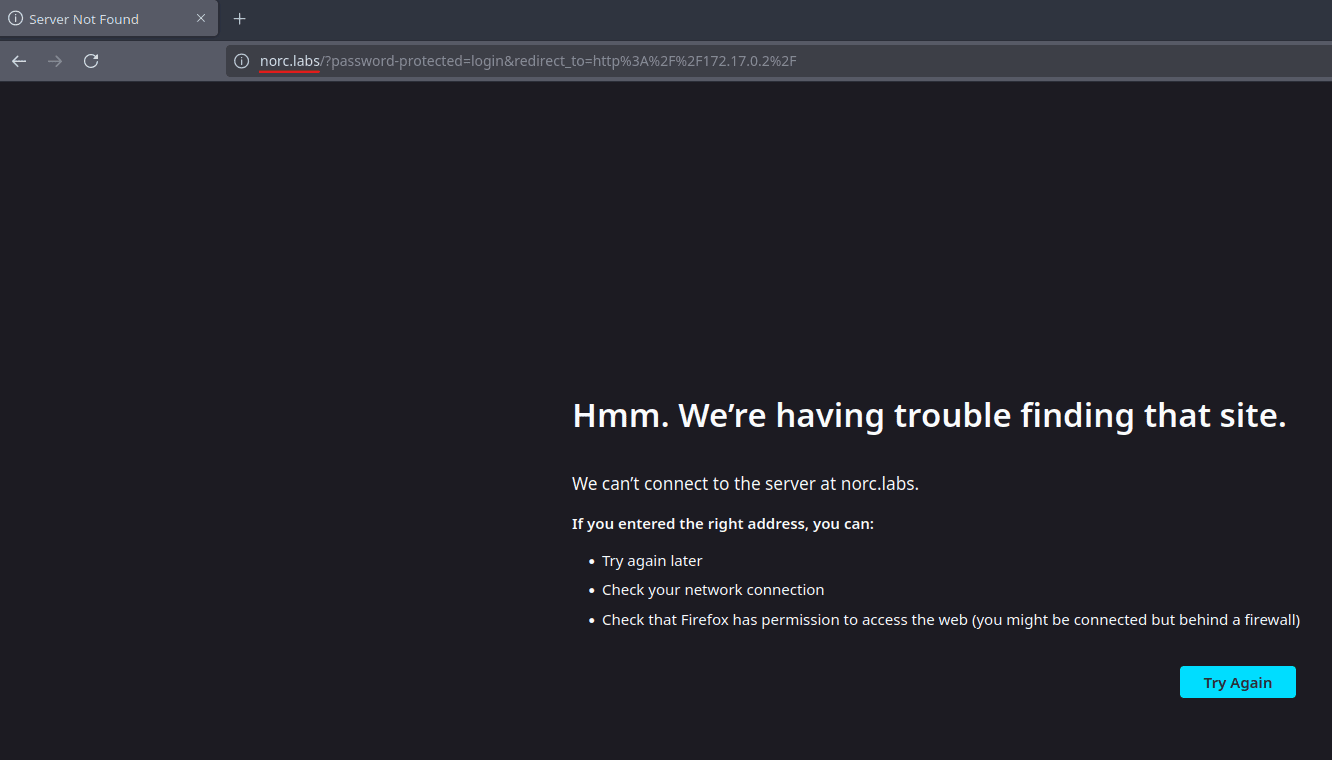 Server Not Found
norc.labs/?password-protected=login&redirect_to=http%3A%2F%2F172.17.0.2%2F
Hmm. We’re having trouble finding that site.
We can’t connect to the server at norc.labs.
If you entered the right address, you can:
• Try again later
• Check your network connection
• Check that Firefox has permission to access the web (you might be connected but behind a firewall)
Try Again